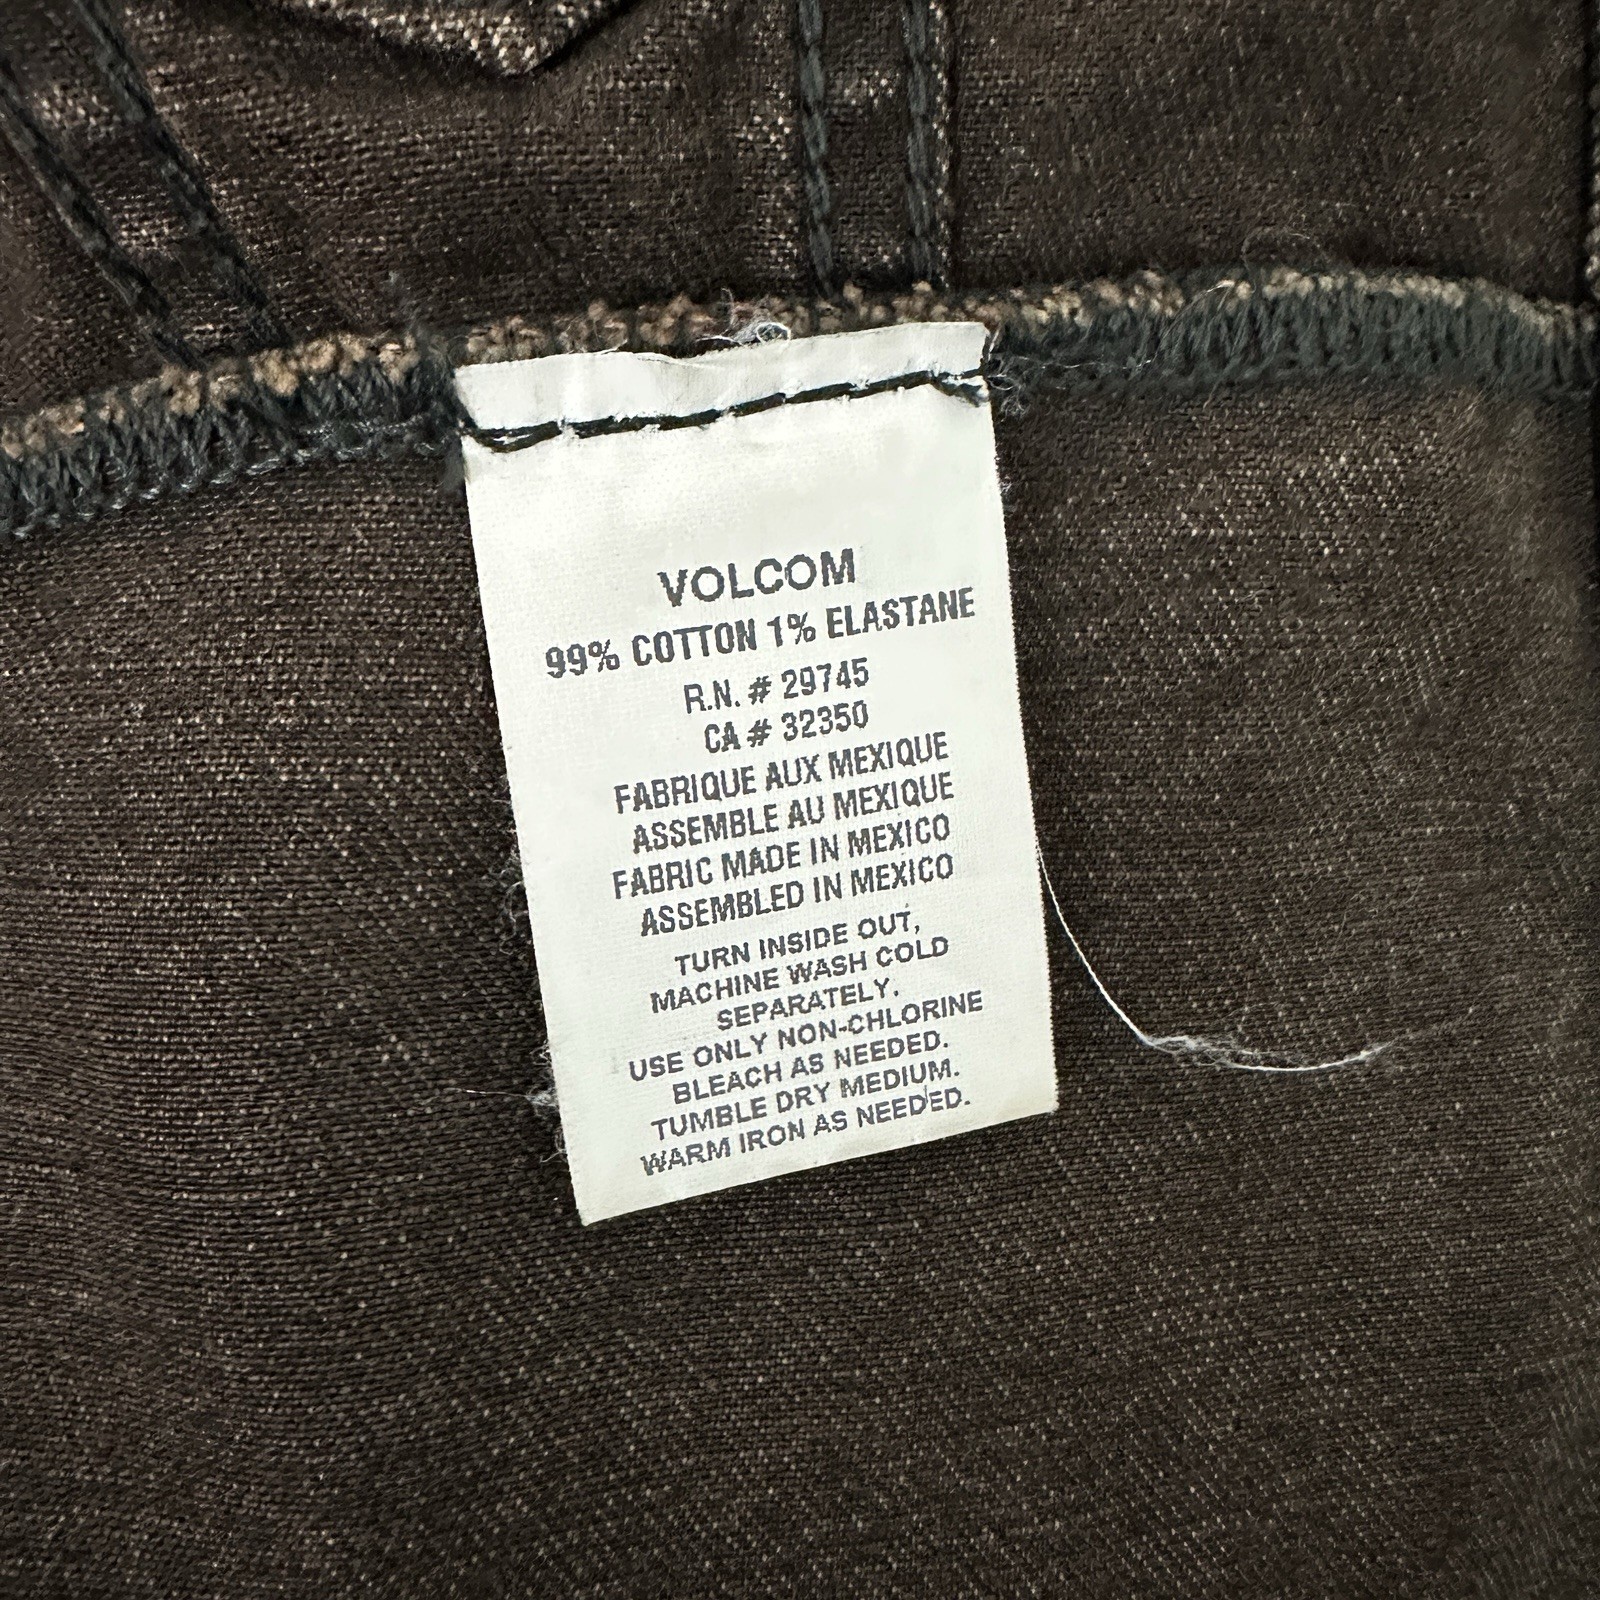 VOLCOM
99% COTTON 1% ELASTANE
R.N. # 29745
CA # 32350
FABRIQUE AUX MEXIQUE
ASSEMBLE AU MEXIQUE
FABRIC MADE IN MEXICO
ASSEMBLED IN MEXICO
TURN INSIDE OUT,
MACHINE WASH COLD
SEPARATELY.
USE ONLY NON-CHLORINE
BLEACH AS NEEDED.
TUMBLE DRY MEDIUM.
WARM IRON AS NEEDED.